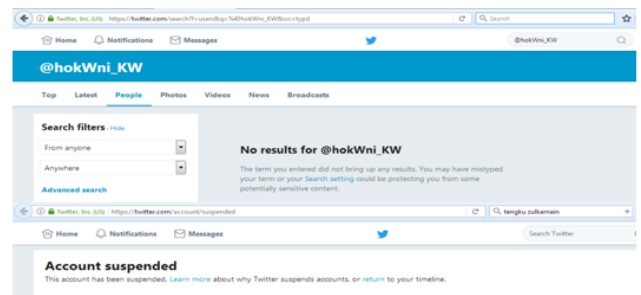 Twitter, Inc. (US) https://twitter.com/search?f=users&q=%40hokWni_KW&src=typd Search
Home Notifications Messages @hokWni_KW
@hokWni_KW
Top Latest People Photos Videos News Broadcasts
Search filters · Hide
From anyone
Anywhere
Advanced search
No results for @hokWni_KW
The term you entered did not bring up any results. You may have mistyped
your term or your Search setting could be protecting you from some
potentially sensitive content.
Twitter, Inc. (US) https://twitter.com/account/suspended tengku zulkarnain
Home Notifications Messages Search Twitter
Account suspended
This account has been suspended. Learn more about why Twitter suspends accounts, or return to your timeline.